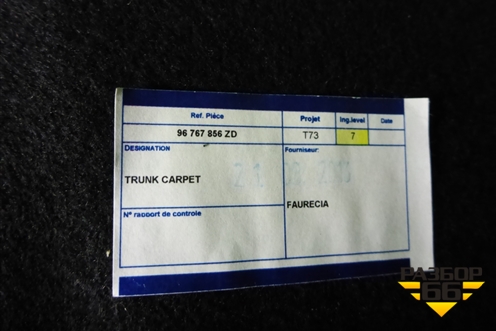 Ref. Pièce Projet Ing.level Date
96 767 856 ZD T73 7
DESIGNATION Fournisseur:
TRUNK CARPET
FAURECIA
N° rapport de controle
РАЗБОР
66